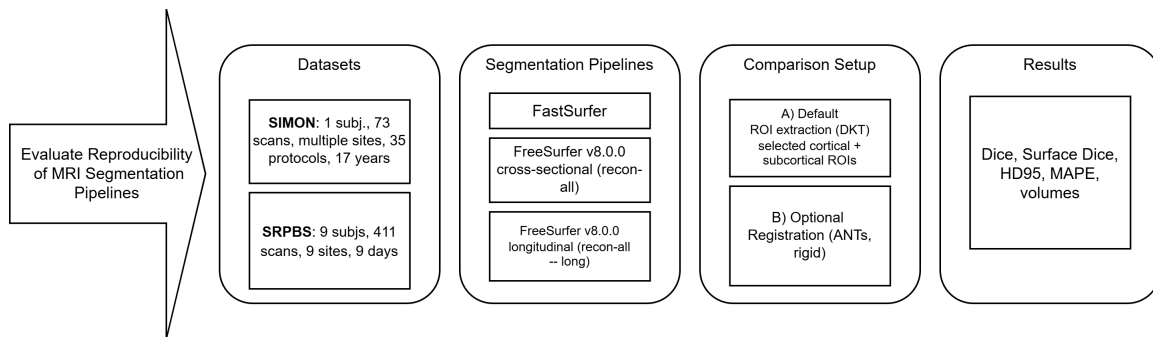 Evaluate Reproducibility
of MRI Segmentation
Pipelines
Datasets
SIMON: 1 subj., 73
scans, multiple sites, 35
protocols, 17 years
SRPBS: 9 subjs, 411
scans, 9 sites, 9 days
Segmentation Pipelines
FastSurfer
FreeSurfer v8.0.0
cross-sectional (recon-
all)
FreeSurfer v8.0.0
longitudinal (recon-all
-- long)
Comparison Setup
A) Default
ROI extraction (DKT)
selected cortical +
subcortical ROIs
B) Optional
Registration (ANTs,
rigid)
Results
Dice, Surface Dice,
HD95, MAPE,
volumes